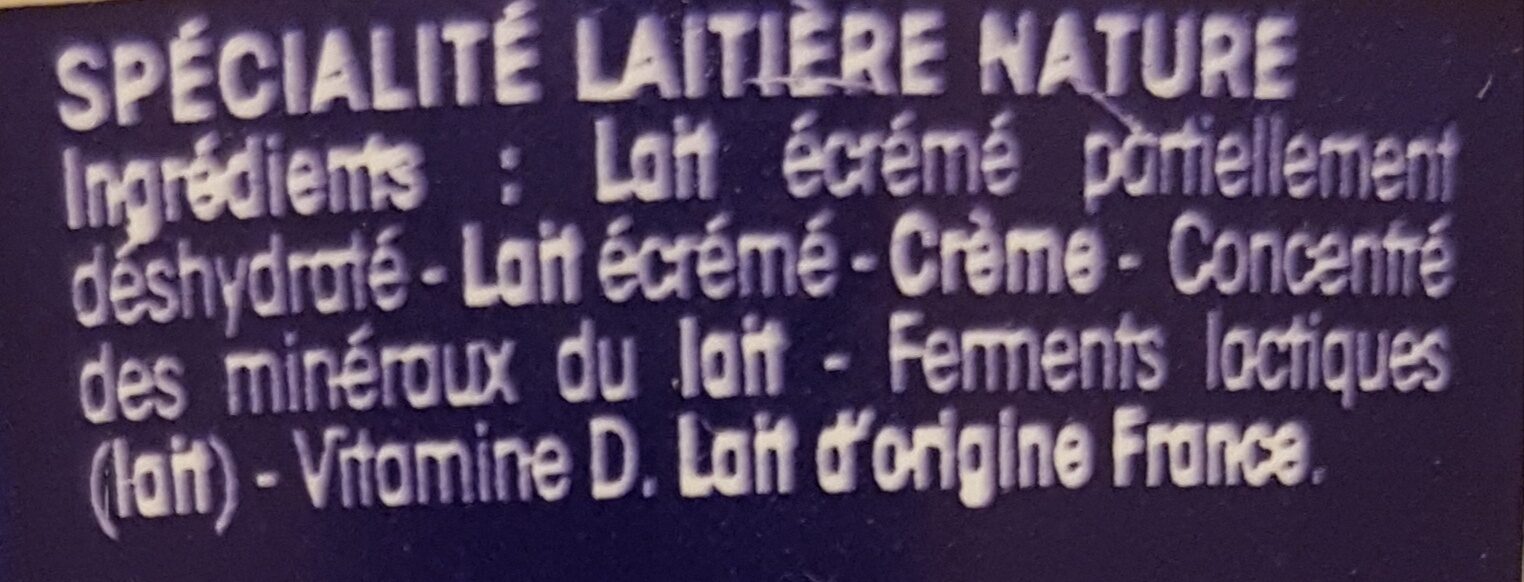 SPÉCIALITÉ LAITIÈRE NATURE
Ingrédients : Lait écrémé partiellement
déshydraté - Lait écrémé - Crème - Concentré
des minéraux du lait - Ferments lactiques
(lait) - Vitamine D. Lait d'origine France.